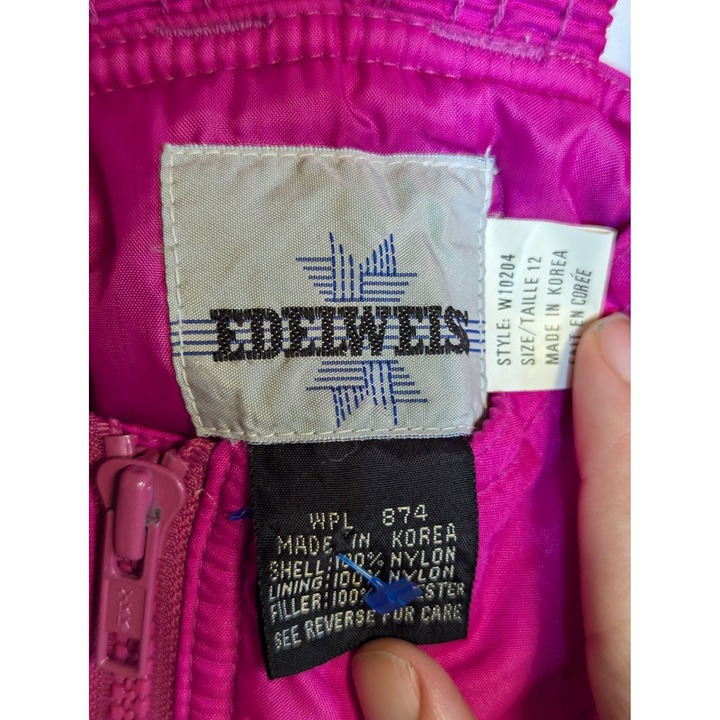 EDELWEIS
STYLE: W10204
SIZE/TAILLE 12
MADE IN KOREA
EN CORÉE
WPL 874
MADE IN KOREA
SHELL: 100% NYLON
LINING: 100% NYLON
FILLER: 100%
SEE REVERSE FOR CARE